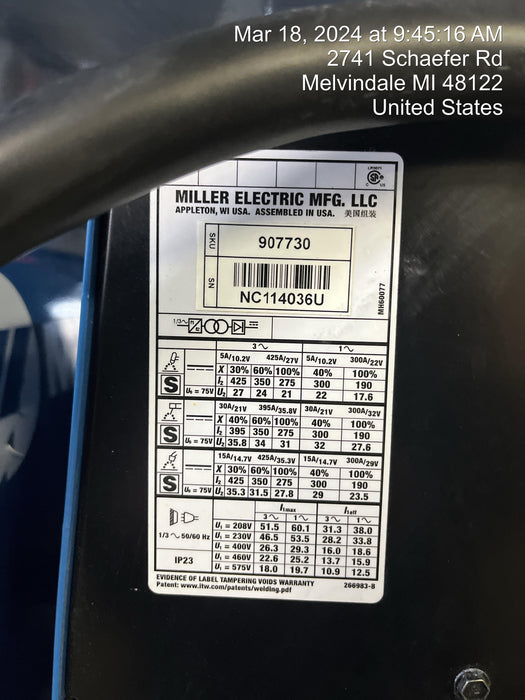 Mar 18, 2024 at 9:45:16 AM
2741 Schaefer Rd
Melvindale MI 48122
United States
MILLER ELECTRIC MFG. LLC
APPLETON, WI USA. ASSEMBLED IN USA. 美国组装
SKU 907730
SN NC114036U
MH60077
1/3
3 1
5A/10.2V 425A/27V 5A/10.2V 300A/22V
X 30% 60% 100% 40% 100%
I2 425 350 275 300 190
S U0 = 75V U2 27 24 21 22 17.6
30A/21V 395A/35.8V 30A/21V 300A/32V
X 40% 60% 100% 40% 100%
I2 395 350 275 300 190
S U0 = 75V U2 35.8 34 31 32 27.6
15A/14.7V 425A/35.3V 15A/14.7V 300A/29V
X 30% 60% 100% 40% 100%
I2 425 350 275 300 190
S U0 = 75V U2 35.3 31.5 27.8 29 23.5
I1max I1eff
3 1 3 1
U1 = 208V 51.5 60.1 31.3 38.0
1/3 50/60 Hz U1 = 230V 46.5 53.5 28.2 33.8
U1 = 400V 26.3 29.3 16.0 18.6
IP23 U1 = 460V 22.6 25.2 13.7 15.9
U1 = 575V 18.0 19.7 10.9 12.5
EVIDENCE OF LABEL TAMPERING VOIDS WARRANTY
Patent: www.itw.com/patents/welding.pdf 266983-B